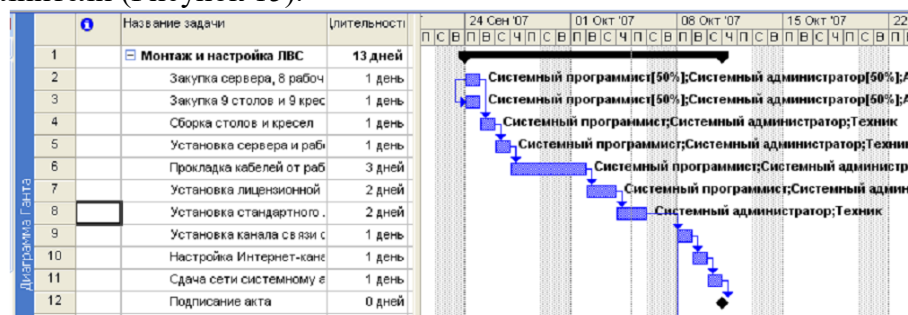 (Рисунок 13).
Название задачи
24 Сен '07 01 Окт '07 08 Окт '07 15 Окт '07 22
П С В П В С Ч П С В П В С Ч П С В П В С Ч П С В П В С Ч П С В П В
1 Монтаж и настройка ЛВС 13 дней
2 Закупка сервера, 8 рабоч 1 день Системный программист[50%];Системный администратор[50%];
3 Закупка 9 столов и 9 крес 1 день Системный программист[50%];Системный администратор[50%];
4 Сборка столов и кресел 1 день Системный программист;Системный администратор;Техник
5 Установка сервера и раб 1 день Системный программист;Системный администратор;Техни
6 Прокладка кабелей от раб 3 дней Системный программист;Системный администр
7 Установка лицензионной 2 дней Системный программист;Системный админ
8 Установка стандартного 2 дней Системный администратор;Техник
9 Установка канала связи с 1 день
10 Настройка Интернет-кана 1 день
11 Сдача сети системному а 1 день
12 Подписание акта 0 дней
Диаграмма Ганта